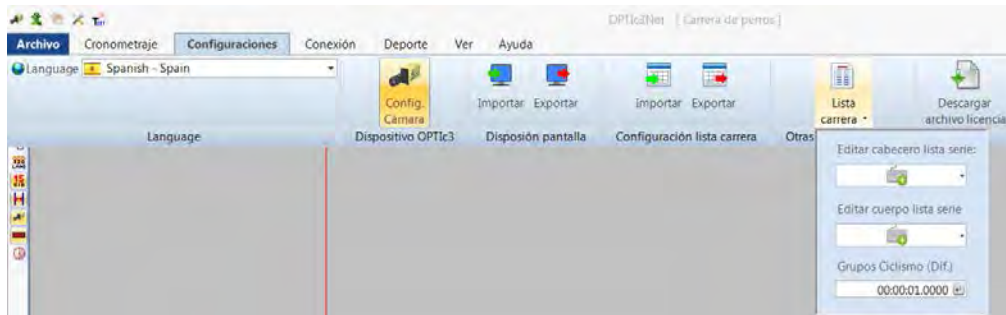 OPTIc3Net [ Carrera de perros ]
Archivo Cronometraje Configuraciones Conexión Deporte Ver Ayuda
Language Spanish - Spain
Config. Cámara
Importar Exportar
Importar Exportar
Lista carrera
Descargar archivo licencia
Language Dispositivo OPTIc3 Disposión pantalla Configuración lista carrera Otras
Editar cabecero lista serie:
Editar cuerpo lista serie
Grupos Ciclismo (Dif.)
00:00:01.0000